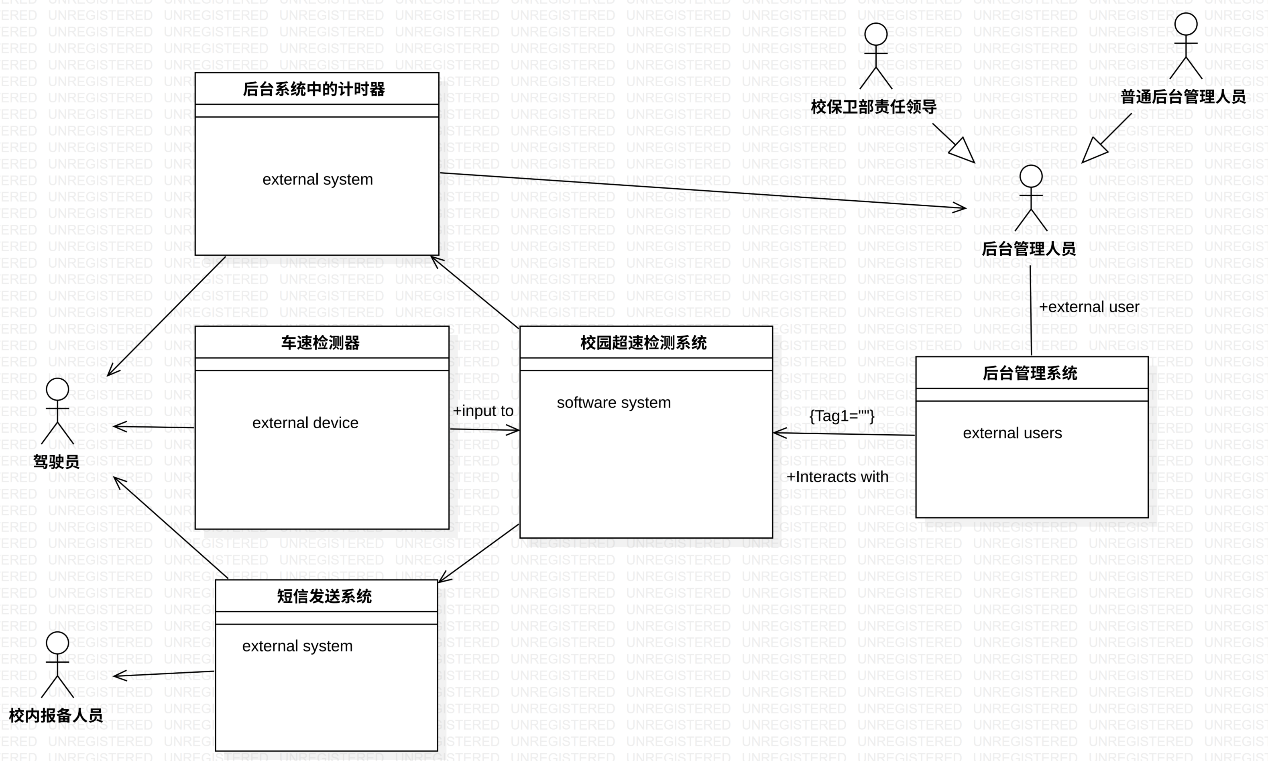 校保卫部责任领导
普通后台管理人员
后台系统中的计时器
external system
后台管理人员
+external user
车速检测器
external device
+input to
校园超速检测系统
software system
{Tag1=""}
+Interacts with
后台管理系统
external users
驾驶员
短信发送系统
external system
校内报备人员
UNREGISTERED